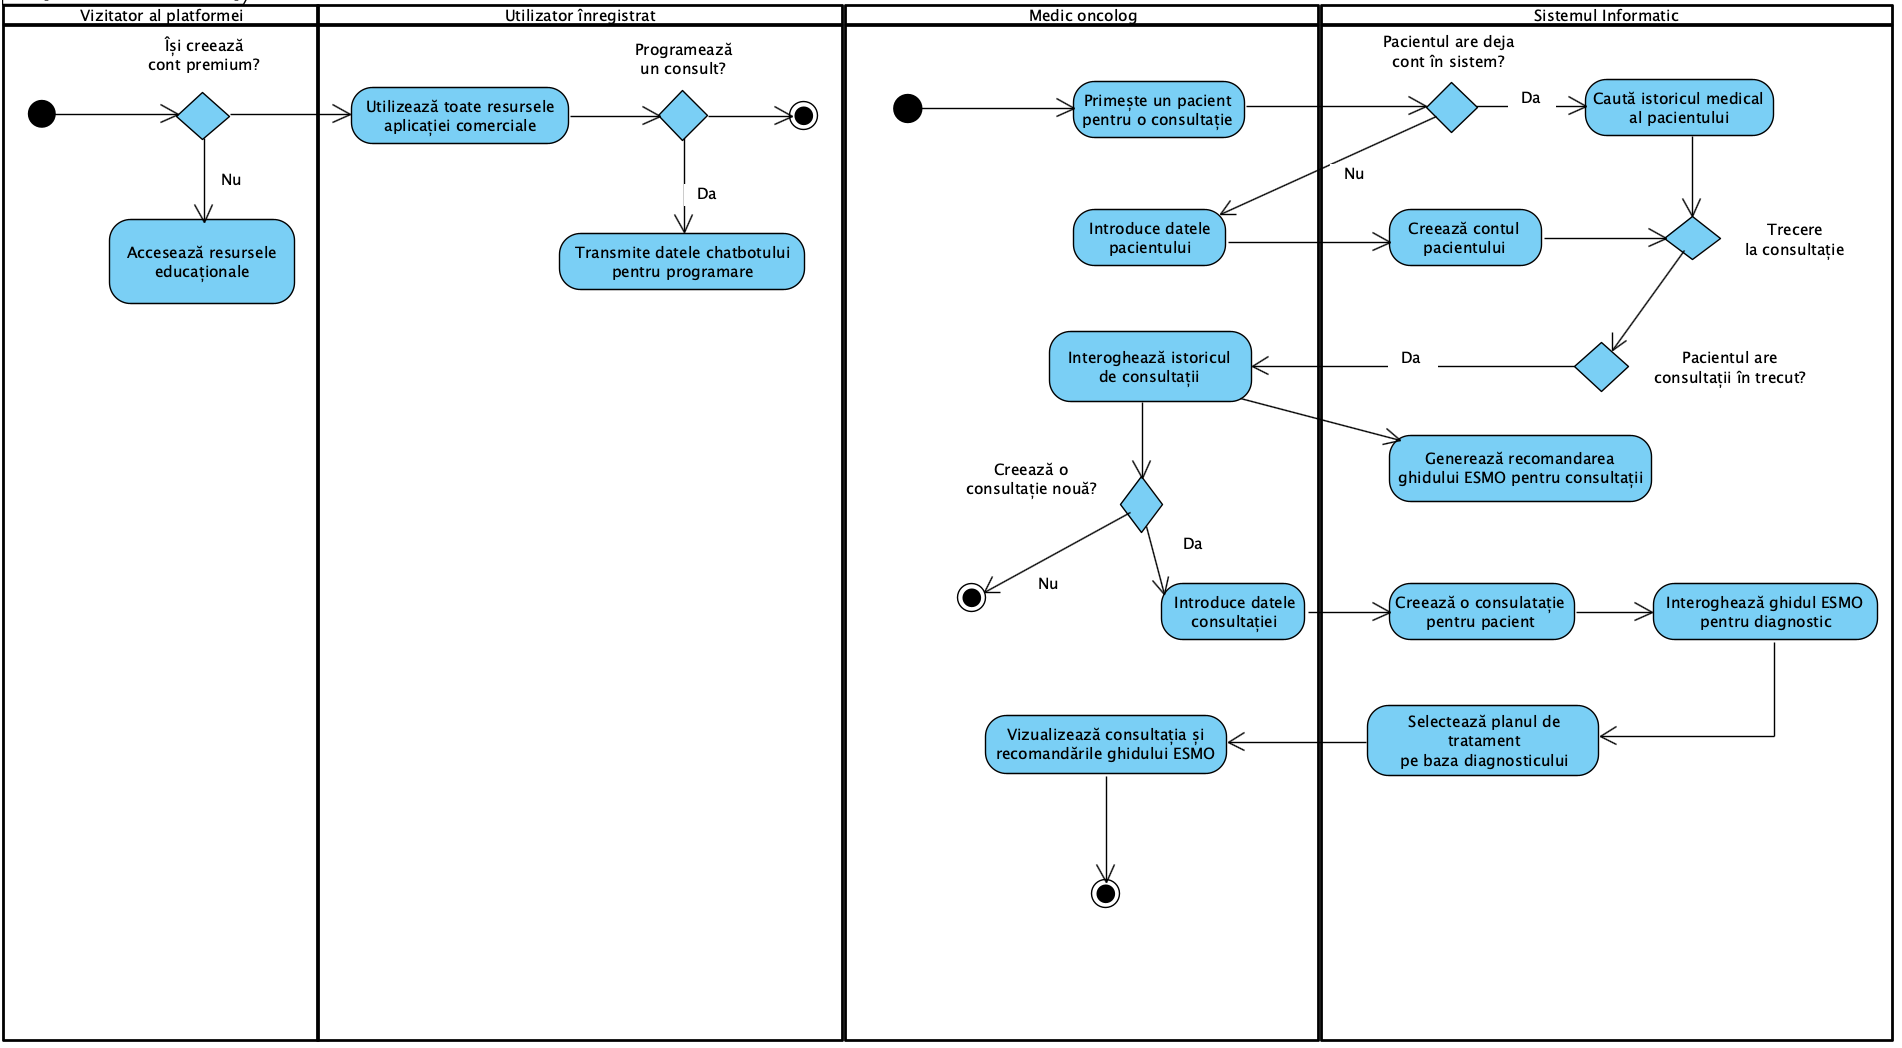 Vizitator al platformei
Utilizator înregistrat
Medic oncolog
Sistemul Informatic
Își creează
cont premium?
Nu
Accesează resursele
educaționale
Utilizează toate resursele
aplicației comerciale
Programează
un consult?
Da
Transmite datele chatbotului
pentru programare
Primește un pacient
pentru o consultație
Pacientul are deja
cont în sistem?
Da
Caută istoricul medical
al pacientului
Nu
Introduce datele
pacientului
Creează contul
pacientului
Trecere
la consultație
Interoghează istoricul
de consultații
Da
Pacientul are
consultații în trecut?
Generează recomandarea
ghidului ESMO pentru consultații
Creează o
consultație nouă?
Da
Nu
Introduce datele
consultației
Creează o consulatație
pentru pacient
Interoghează ghidul ESMO
pentru diagnostic
Selectează planul de
tratament
pe baza diagnosticului
Vizualizează consultația și
recomandările ghidului ESMO